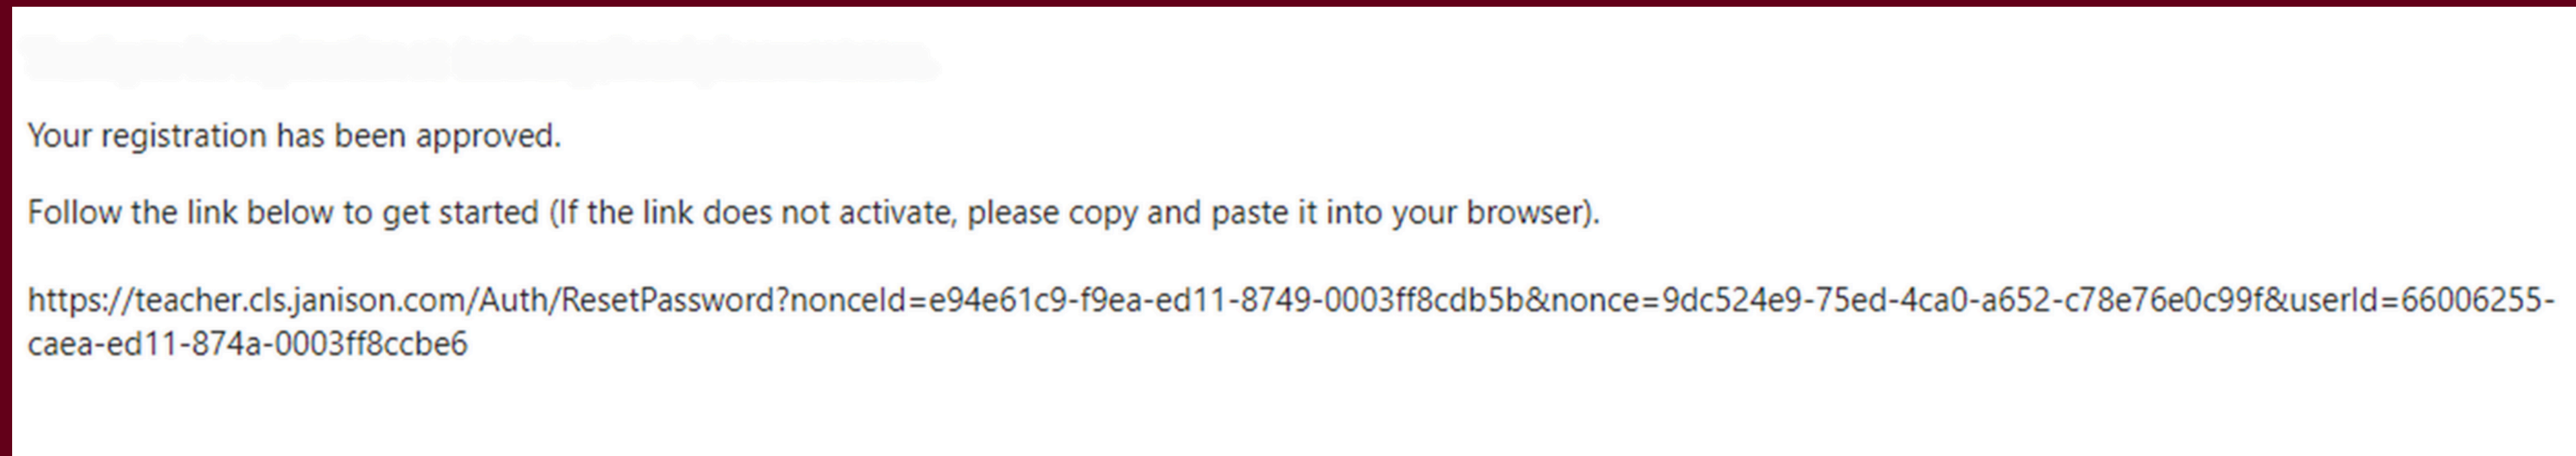 Your registration has been approved.
Follow the link below to get started (If the link does not activate, please copy and paste it into your browser).
https://teacher.cls.janison.com/Auth/ResetPassword?nonceId=e94e61c9-f9ea-ed11-8749-0003ff8cdb5b&nonce=9dc524e9-75ed-4ca0-a652-c78e76e0c99f&userId=66006255-
caea-ed11-874a-0003ff8ccbe6